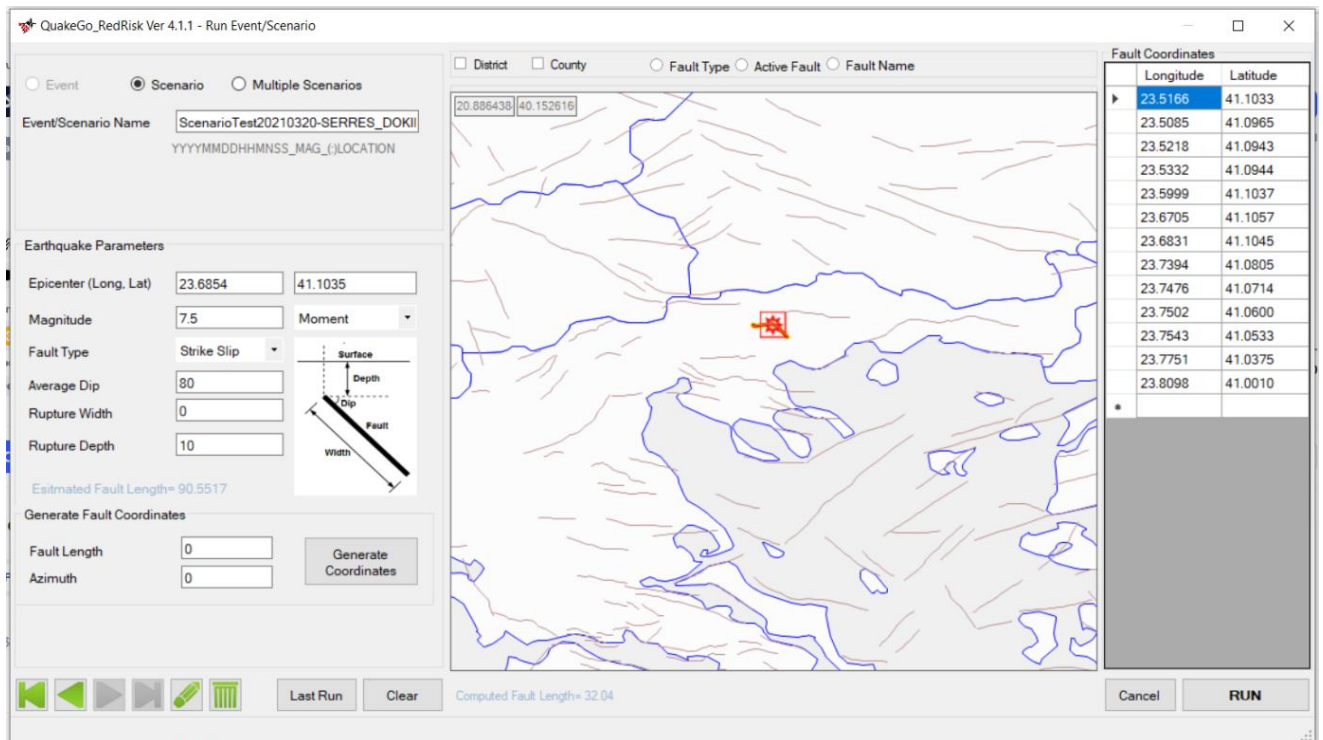 QuakeGo_RedRisk Ver 4.1.1 - Run Event/Scenario
Event Scenario Multiple Scenarios
Event/Scenario Name ScenarioTest20210320-SERRES_DOKII
YYYYMMDDHHMNSS_MAG_(:)LOCATION
Earthquake Parameters
Epicenter (Long, Lat) 23.6854 41.1035
Magnitude 7.5 Moment
Fault Type Strike Slip
Average Dip 80
Rupture Width 0
Rupture Depth 10
Surface
Depth
Dip
Fault
Width
Esitmated Fault Length= 90.5517
Generate Fault Coordinates
Fault Length 0
Azimuth 0
Generate
Coordinates
Last Run Clear
District County Fault Type Active Fault Fault Name
20.886438 40.152616
Computed Fault Length= 32.04
Fault Coordinates
Longitude Latitude
23.5166 41.1033
23.5085 41.0965
23.5218 41.0943
23.5332 41.0944
23.5999 41.1037
23.6705 41.1057
23.6831 41.1045
23.7394 41.0805
23.7476 41.0714
23.7502 41.0600
23.7543 41.0533
23.7751 41.0375
23.8098 41.0010
Cancel RUN